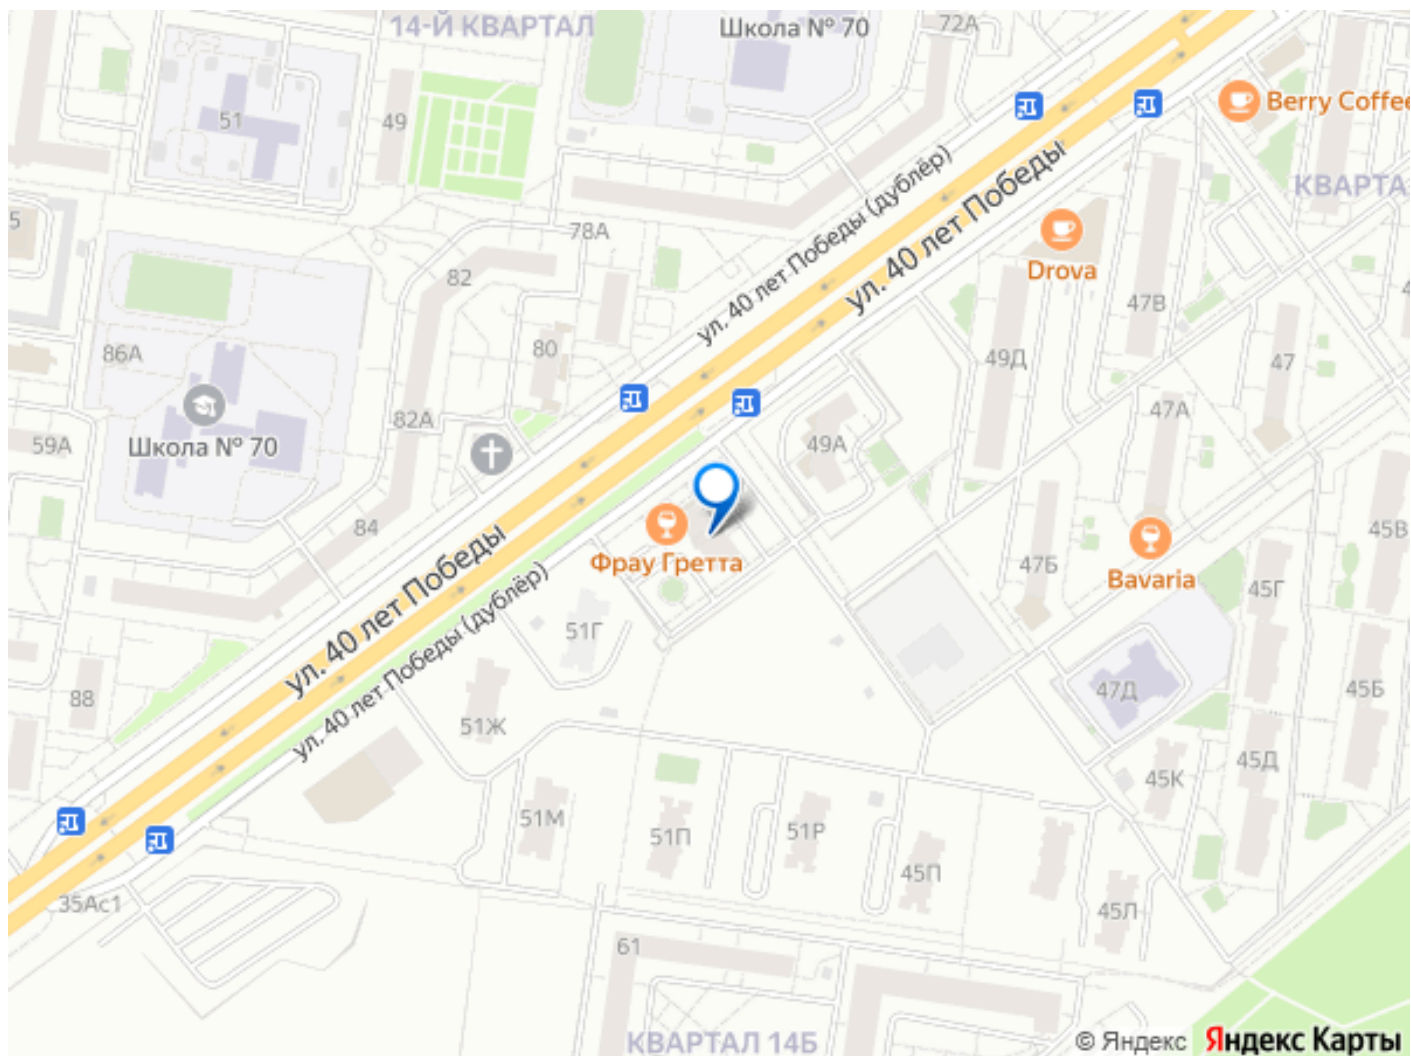 14-Й КВАРТАЛ
Школа № 70
72А
Berry Coffee
51
49
ул. 40 лет Победы (дублёр)
ул. 40 лет Победы
КВАРТА
5
78А
82
Drova
47В
86А
80
49Д
47
Школа № 70
82А
59А
49А
47А
84
Фрау Гретта
45В
47Б
Bavaria
45Г
ул. 40 лет Победы
ул. 40 лет Победы (дублёр)
51Г
88
51Ж
47Д
45Б
45Д
45К
51М
51П
51Р
45П
35Ас1
45Л
61
КВАРТАЛ 14Б
© Яндекс Яндекс Карты